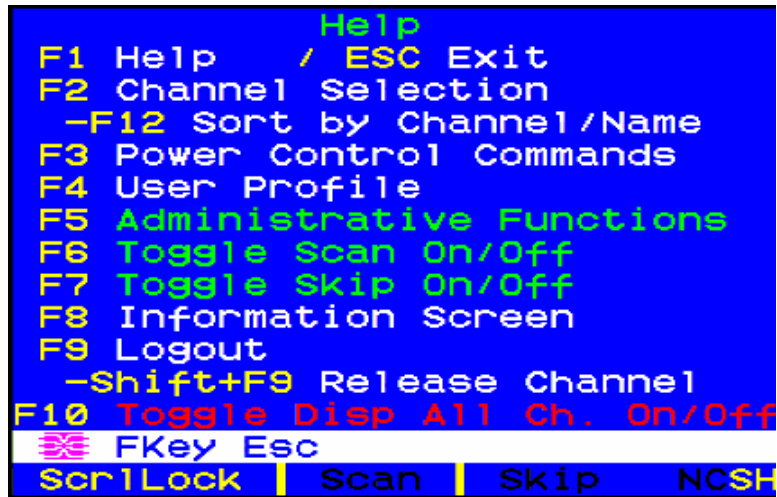 Help
F1 Help / ESC Exit
F2 Channel Selection
-F12 Sort by Channel/Name
F3 Power Control Commands
F4 User Profile
F5 Administrative Functions
F6 Toggle Scan On/Off
F7 Toggle Skip On/Off
F8 Information Screen
F9 Logout
-Shift+F9 Release Channel
F10 Toggle Disp All Ch. On/Off
FKey Esc
ScrlLock Scan Skip NCSH